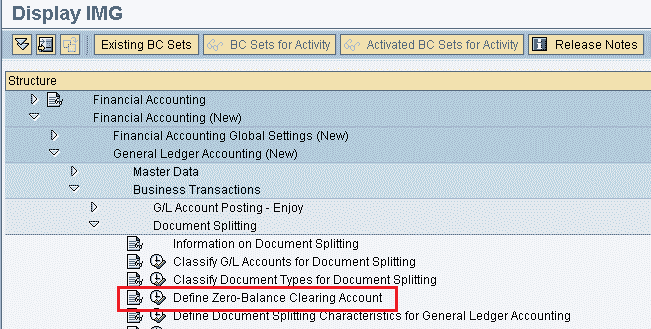 Display IMG
Existing BC Sets BC Sets for Activity Activated BC Sets for Activity Release Notes
Structure
Financial Accounting
Financial Accounting (New)
Financial Accounting Global Settings (New)
General Ledger Accounting (New)
Master Data
Business Transactions
G/L Account Posting - Enjoy
Document Splitting
Information on Document Splitting
Classify G/L Accounts for Document Splitting
Classify Document Types for Document Splitting
Define Zero-Balance Clearing Account
Define Document Splitting Characteristics for General Ledger Accounting